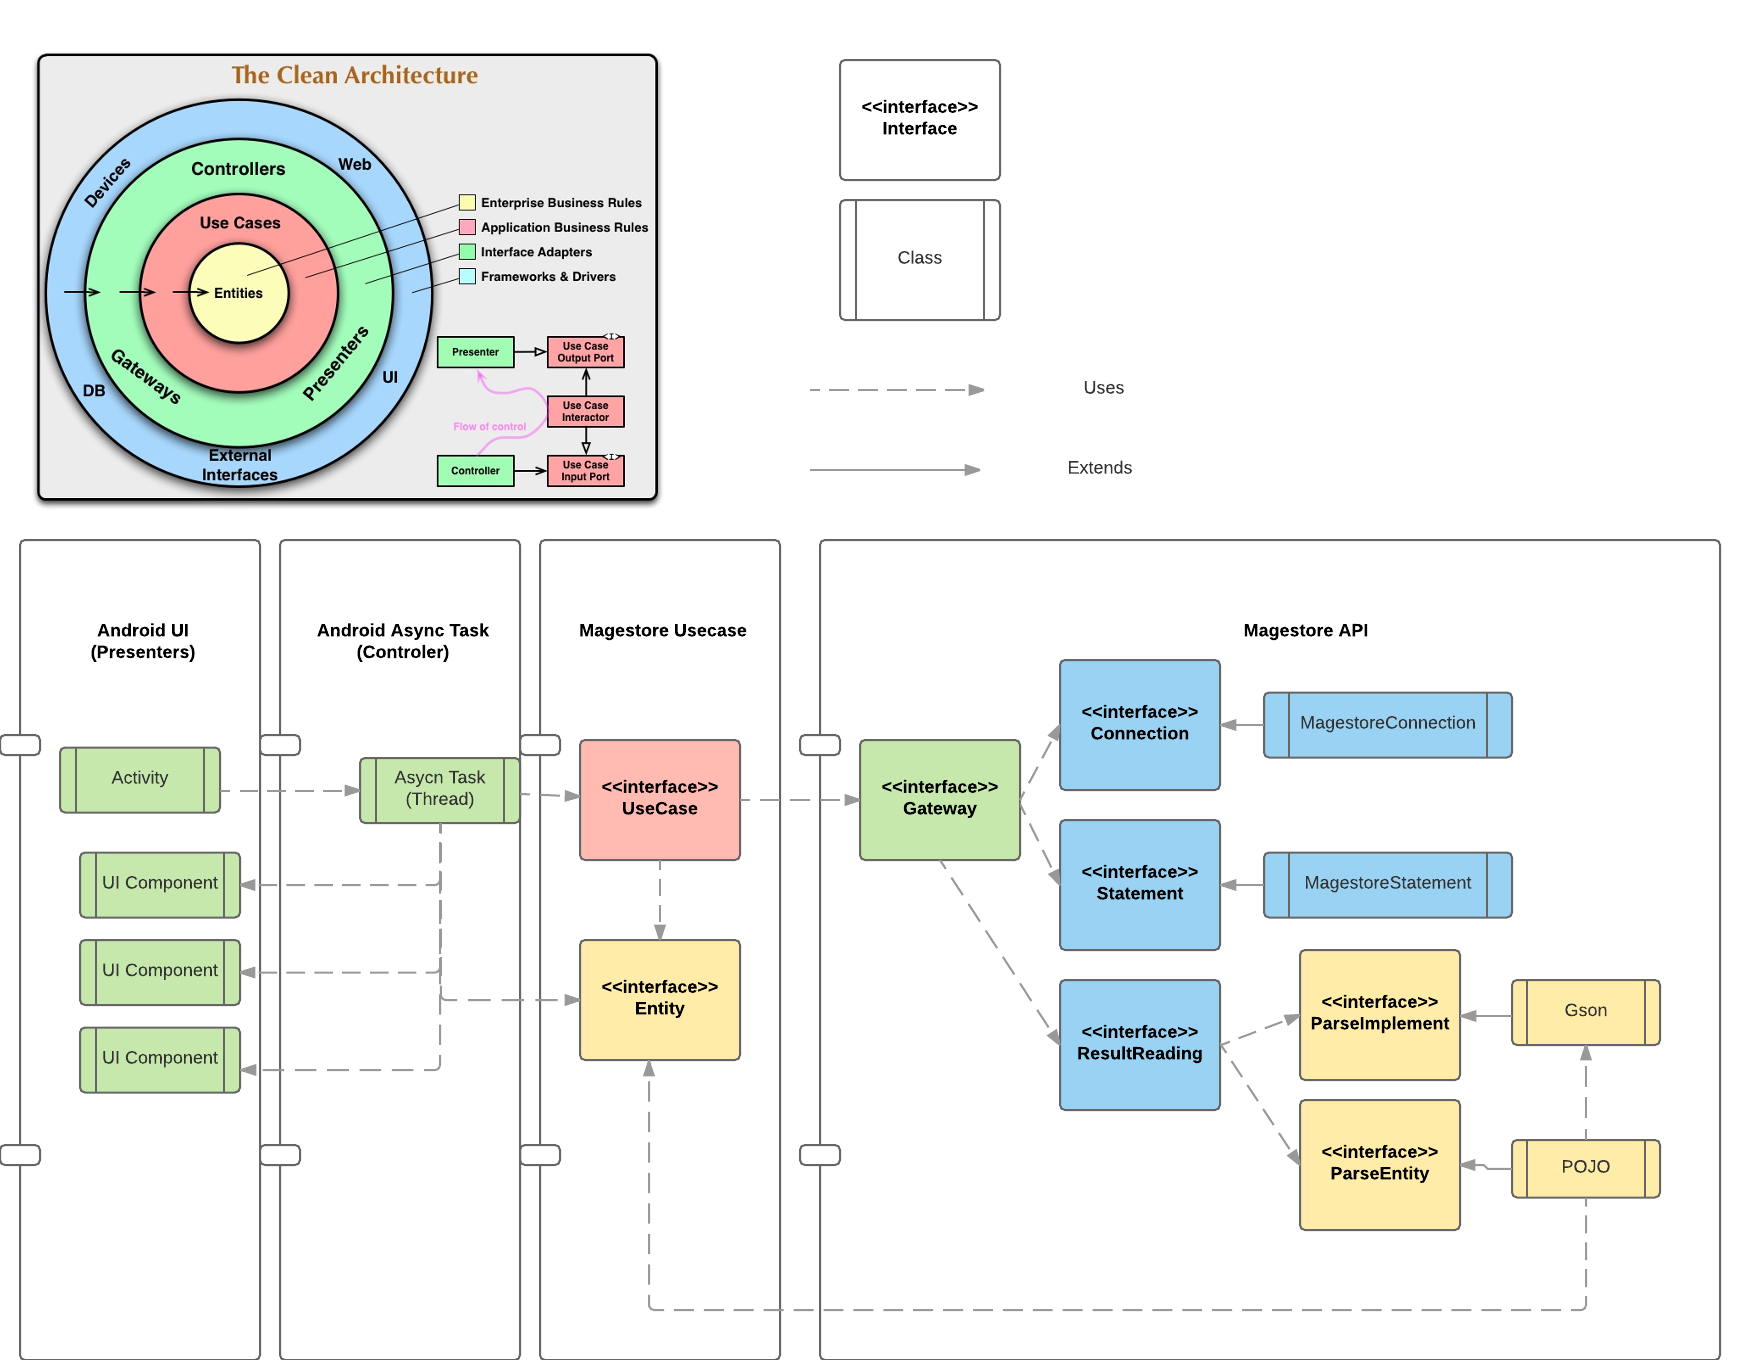 The Clean Architecture
Devices
Web
Controllers
Use Cases
Entities
Gateways
Presenters
DB
UI
External
Interfaces
Enterprise Business Rules
Application Business Rules
Interface Adapters
Frameworks & Drivers
Presenter
<I>
Use Case
Output Port
Use Case
Interactor
Flow of control
Controller
<I>
Use Case
Input Port
<<interface>>
Interface
Class
Uses
Extends
Android UI
(Presenters)
Activity
UI Component
UI Component
UI Component
Android Async Task
(Controler)
Asycn Task
(Thread)
Magestore Usecase
<<interface>>
UseCase
<<interface>>
Entity
Magestore API
<<interface>>
Gateway
<<interface>>
Connection
MagestoreConnection
<<interface>>
Statement
MagestoreStatement
<<interface>>
ResultReading
<<interface>>
ParseImplement
Gson
<<interface>>
ParseEntity
POJO